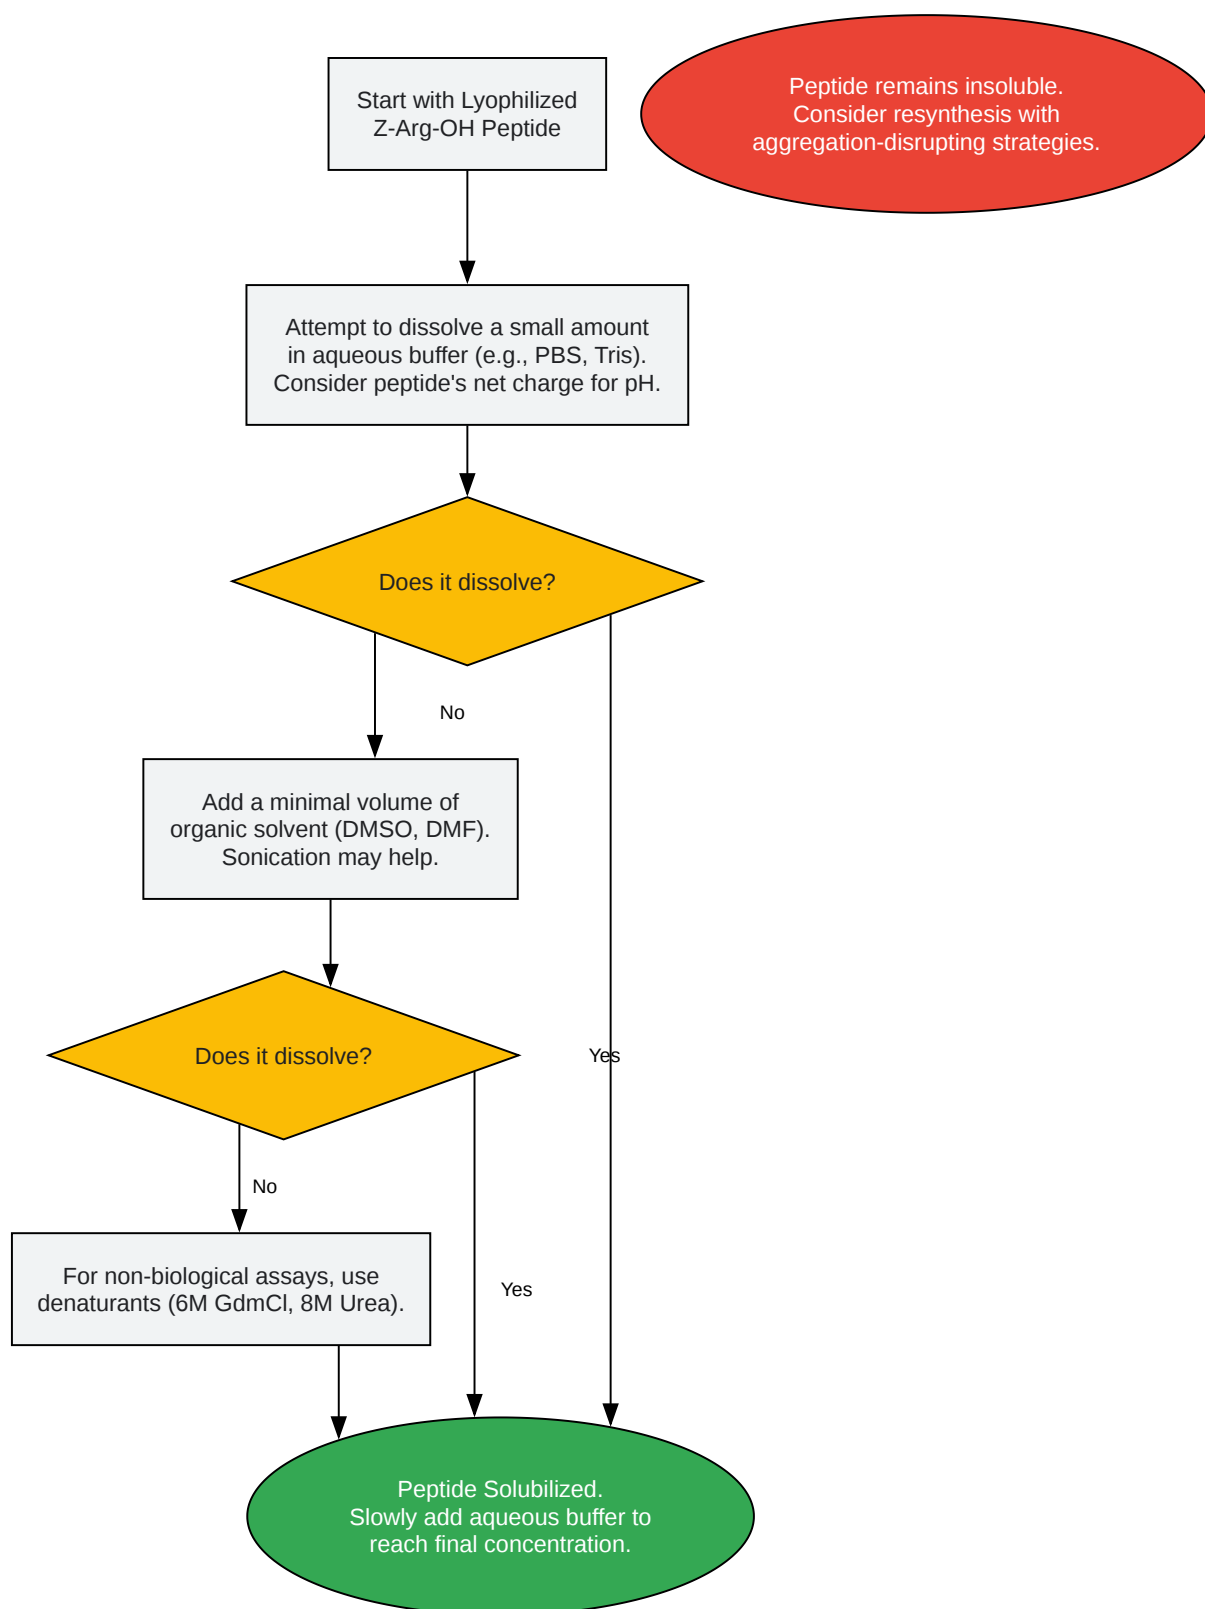 Start with Lyophilized
Z-Arg-OH Peptide
Peptide remains insoluble.
Consider resynthesis with
aggregation-disrupting strategies.
Attempt to dissolve a small amount
in aqueous buffer (e.g., PBS, Tris).
Consider peptide's net charge for pH.
Does it dissolve?
No
Add a minimal volume of
organic solvent (DMSO, DMF).
Sonication may help.
Does it dissolve?
Yes
No
For non-biological assays, use
denaturants (6M GdmCl, 8M Urea).
Yes
Peptide Solubilized.
Slowly add aqueous buffer to
reach final concentration.